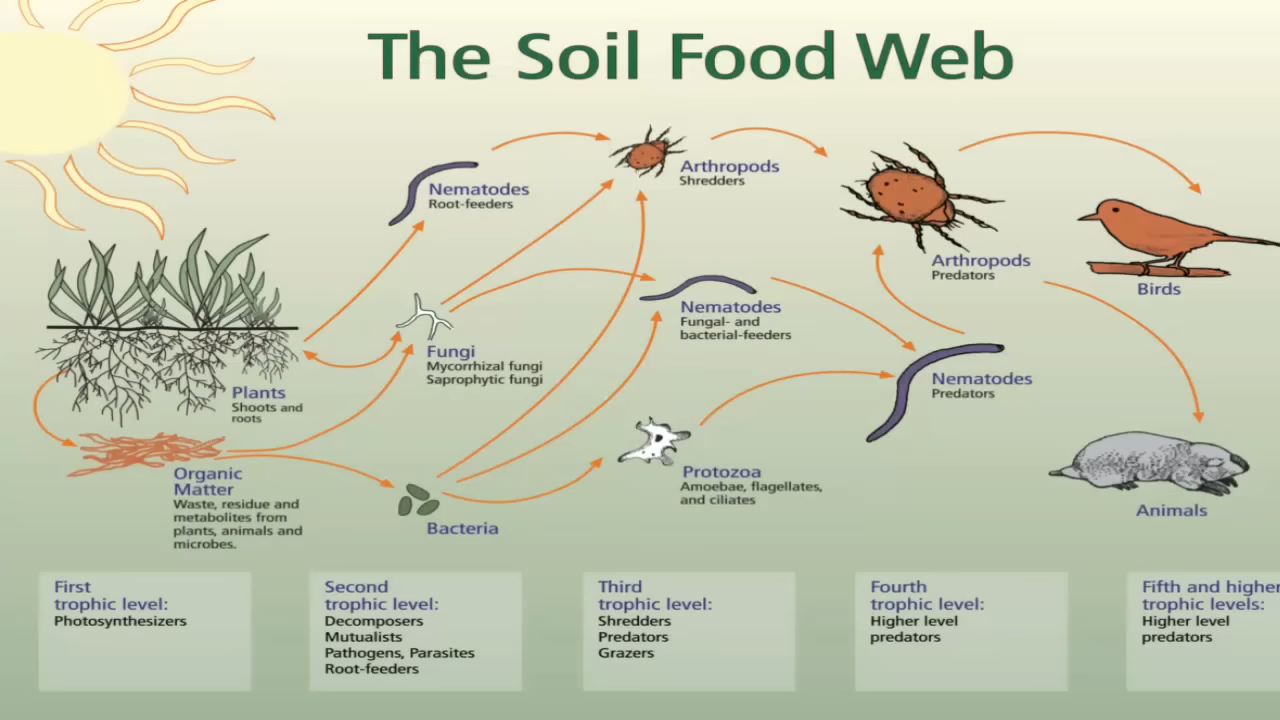 The Soil Food Web
Nematodes
Root-feeders
Arthropods
Shredders
Arthropods
Predators
Birds
Nematodes
Fungal- and
bacterial-feeders
Fungi
Mycorrhizal fungi
Saprophytic fungi
Nematodes
Predators
Plants
Shoots and
roots
Organic
Matter
Waste, residue and
metabolites from
plants, animals and
microbes.
Bacteria
Protozoa
Amoebae, flagellates,
and ciliates
Animals
First
trophic level:
Photosynthesizers
Second
trophic level:
Decomposers
Mutualists
Pathogens, Parasites
Root-feeders
Third
trophic level:
Shredders
Predators
Grazers
Fourth
trophic level:
Higher level
predators
Fifth and higher
trophic levels:
Higher level
predators